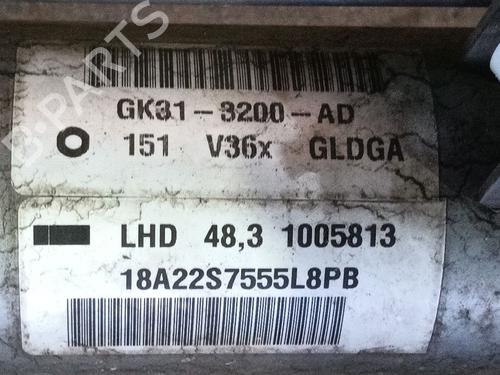 B-PARTS
GK31-3200-AD
151 V36x GLDGA
LHD 48,3 1005813
18A22S7555L8PB